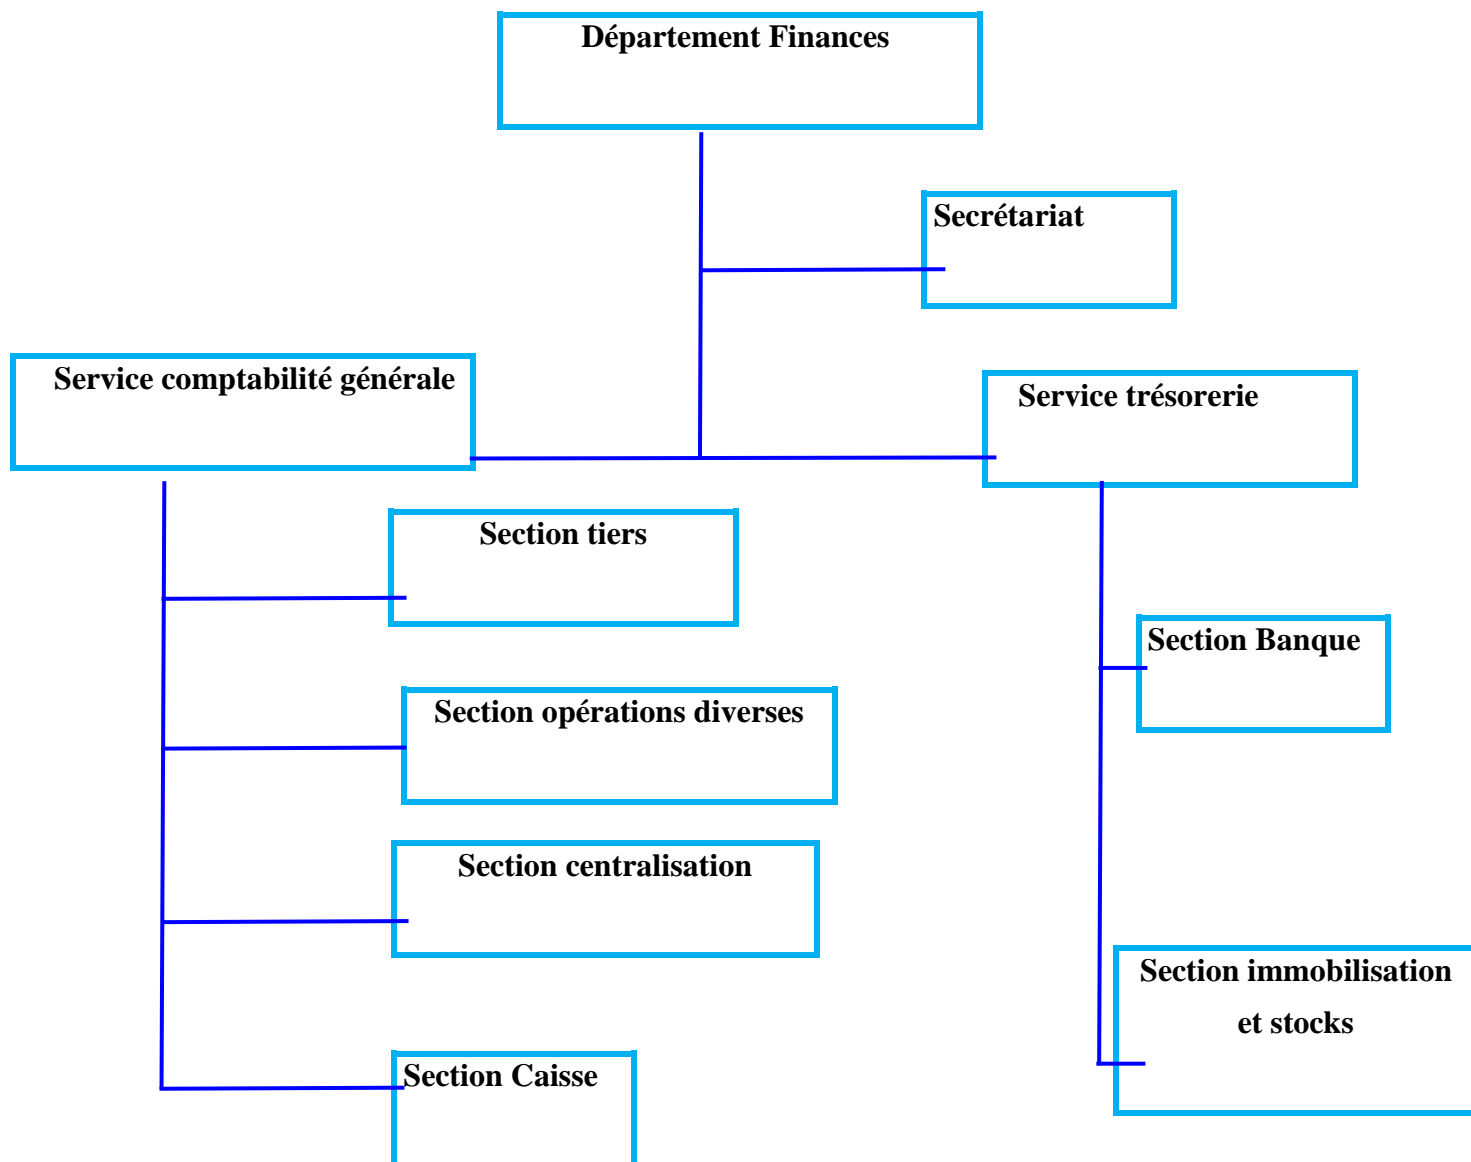 Département Finances
Secrétariat
Service comptabilité générale
Service trésorerie
Section tiers
Section Banque
Section opérations diverses
Section centralisation
Section immobilisation
et stocks
Section Caisse